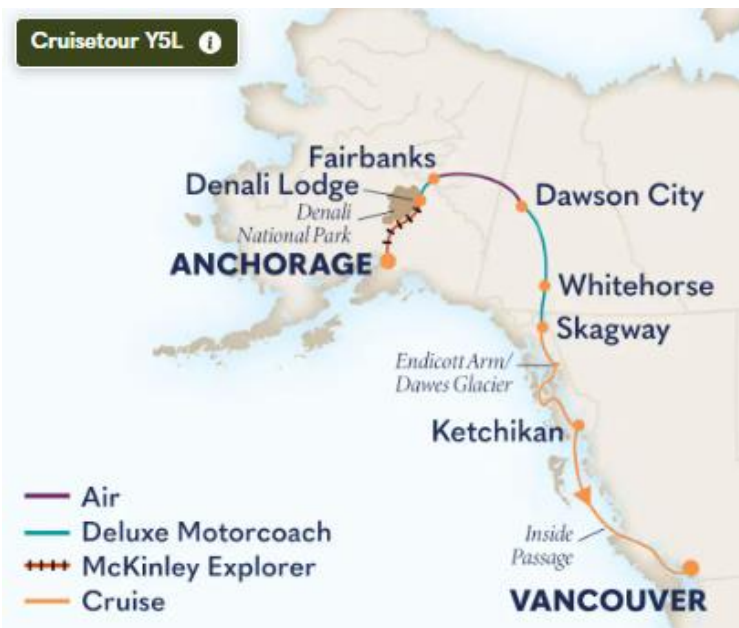 Cruisetour Y5L i
Fairbanks
Denali Lodge
Denali
National Park
ANCHORAGE
Dawson City
Whitehorse
Skagway
Endicott Arm/
Dawes Glacier
Ketchikan
Inside
Passage
VANCOUVER
Air
Deluxe Motorcoach
McKinley Explorer
Cruise